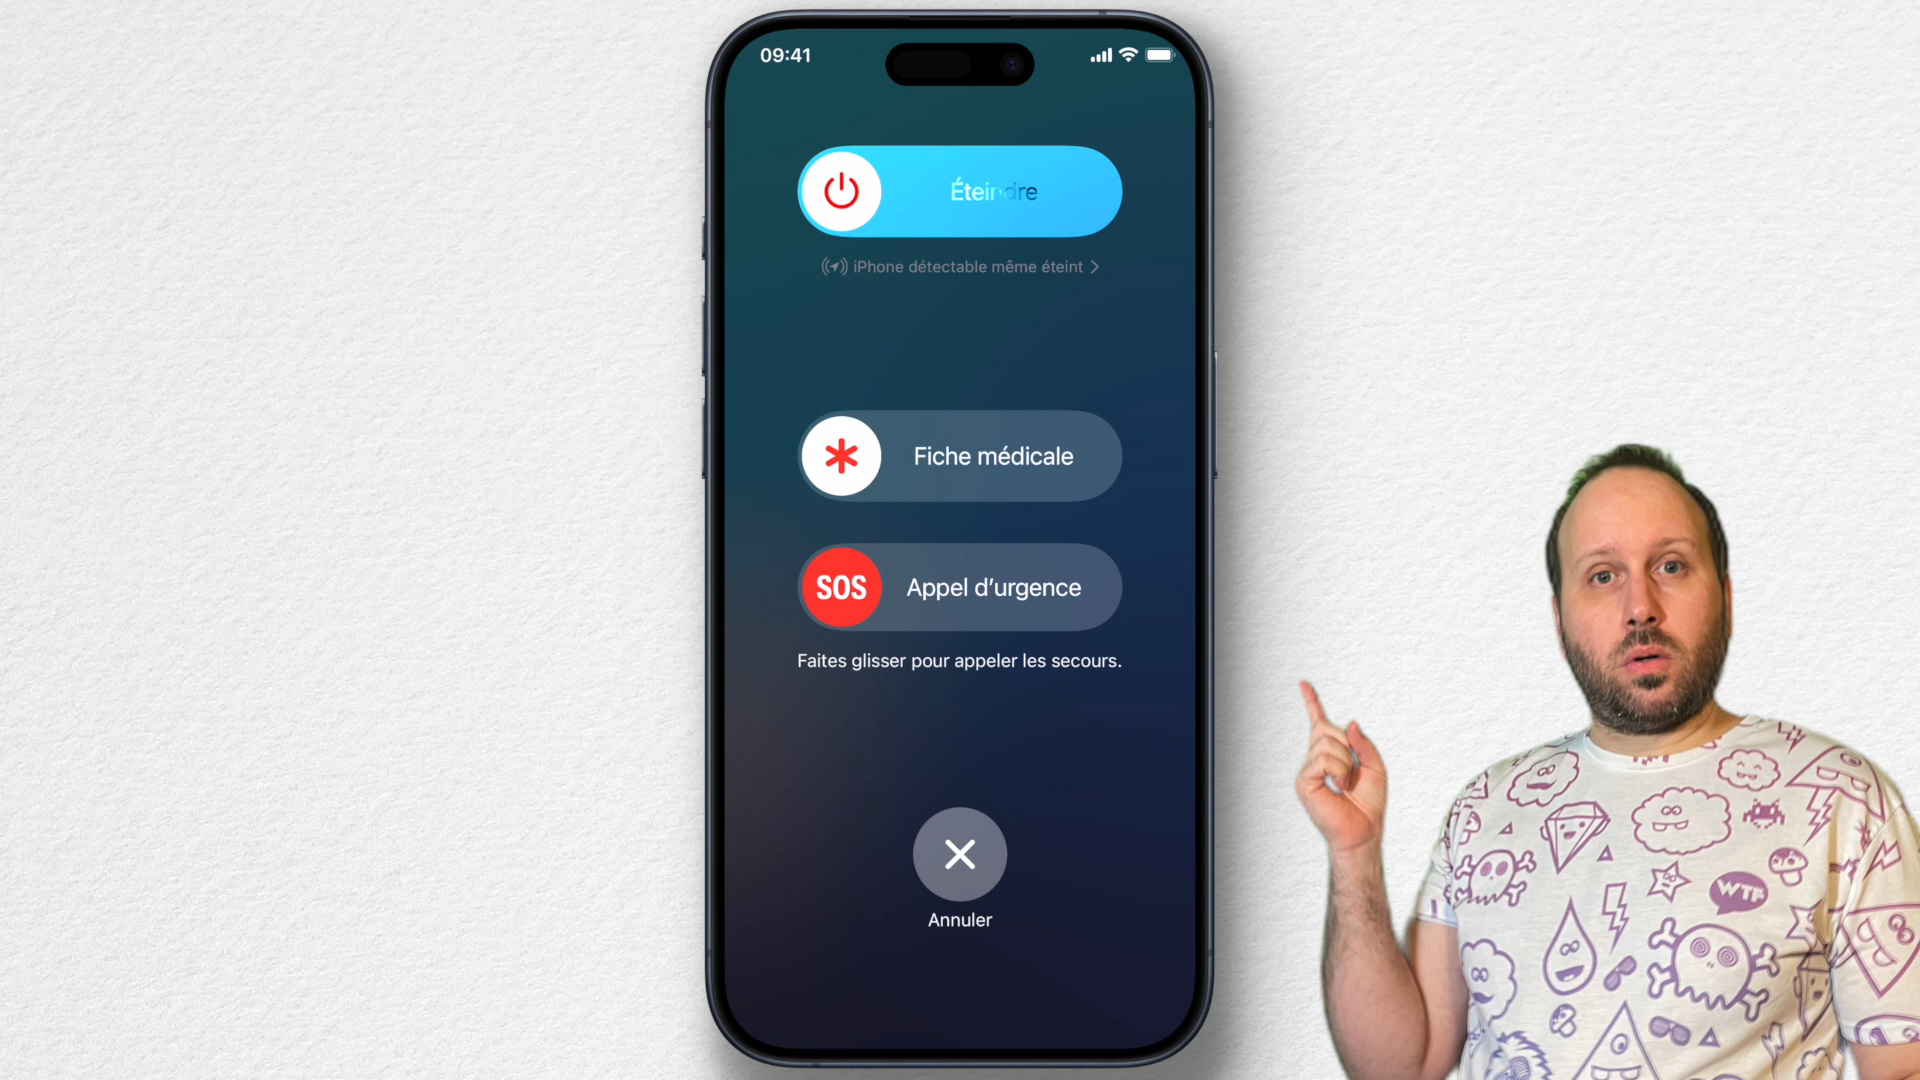 09:41
Éteindre
iPhone détectable même éteint
Fiche médicale
SOS
Appel d’urgence
Faites glisser pour appeler les secours.
Annuler
WTF